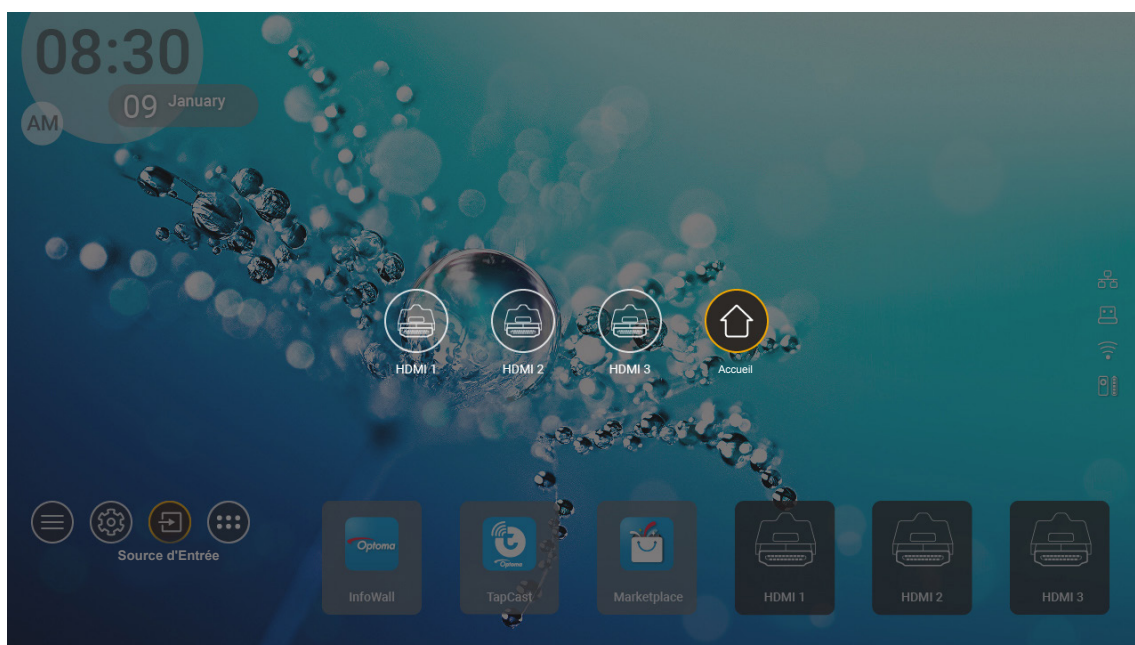 08:30
09 January
AM
HDMI 1 HDMI 2 HDMI 3 Accueil
Source d'Entrée
Optoma
Optoma
InfoWall TapCast Marketplace HDMI 1 HDMI 2 HDMI 3